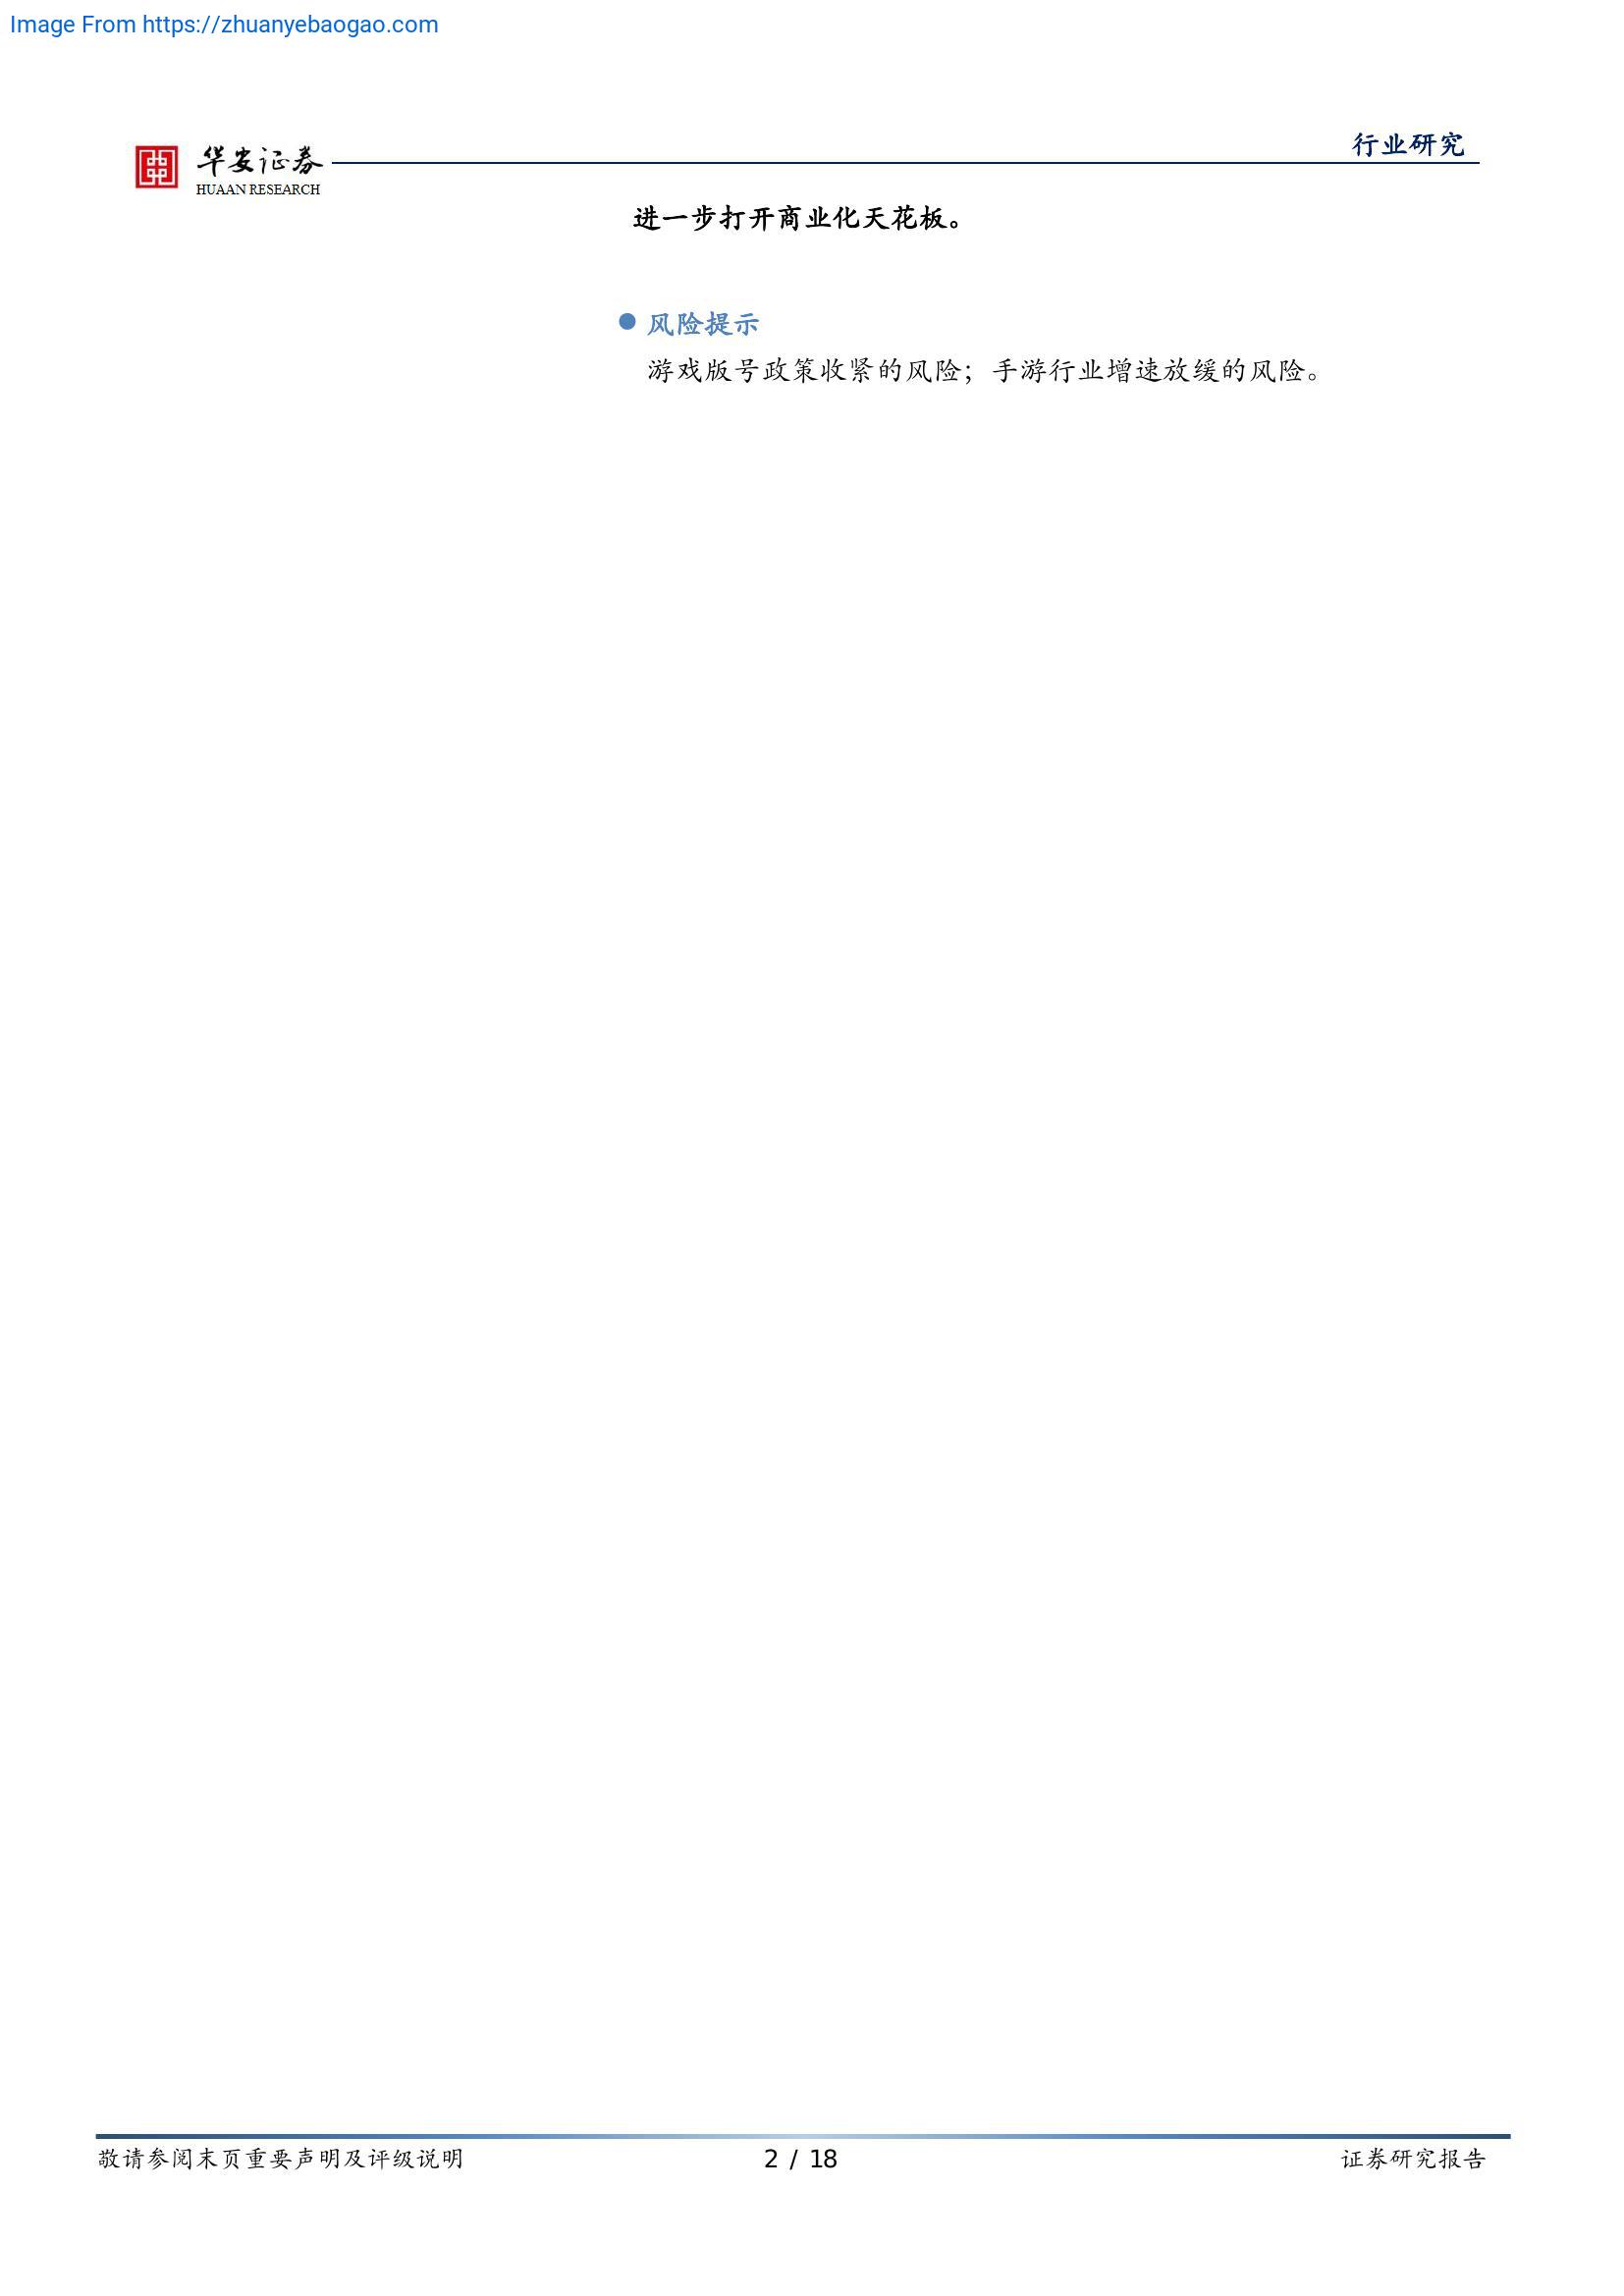 Image From https://zhuanyebaogao.com
行业研究
华安证券
HUAAN RESEARCH
进一步打开商业化天花板。
● 风险提示
游戏版号政策收紧的风险；手游行业增速放缓的风险。
敬请参阅末页重要声明及评级说明
2 / 18
证券研究报告